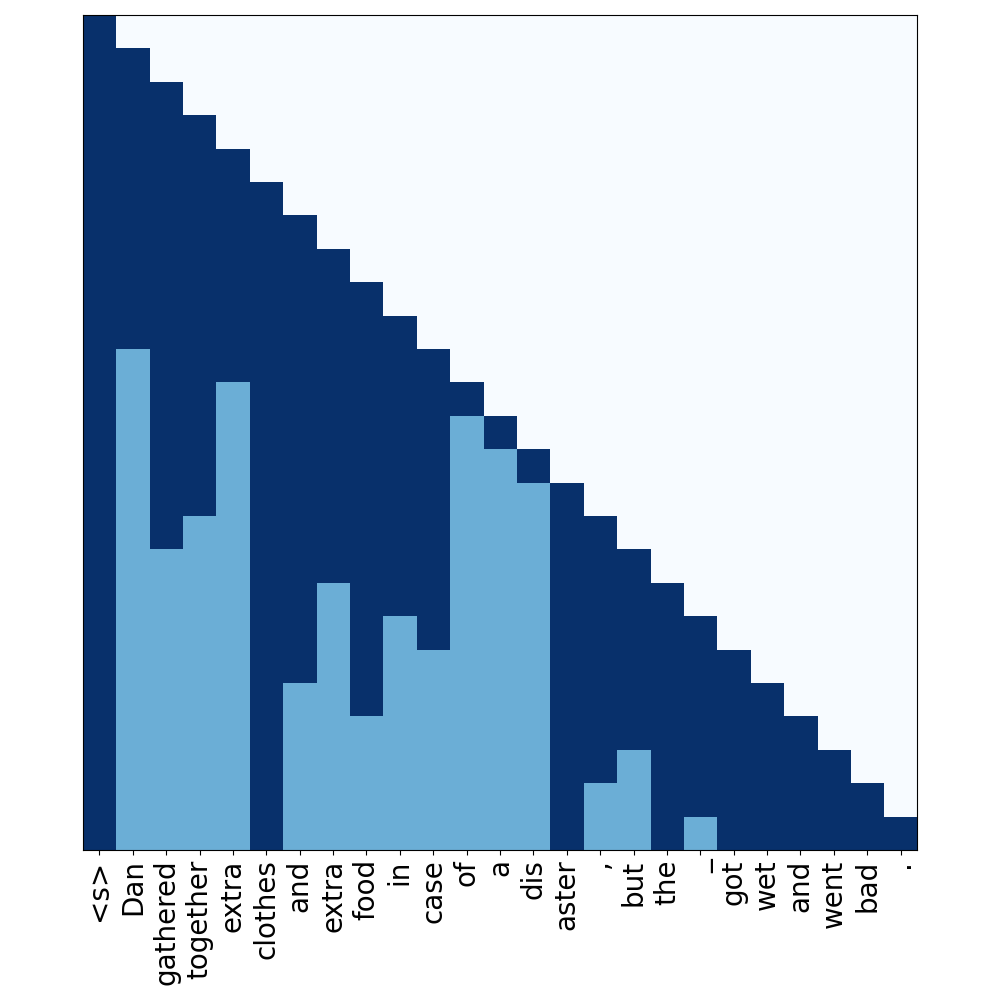 <s> Dan gathered together extra clothes and extra food in case of a dis aster , but the _ got wet and went bad .